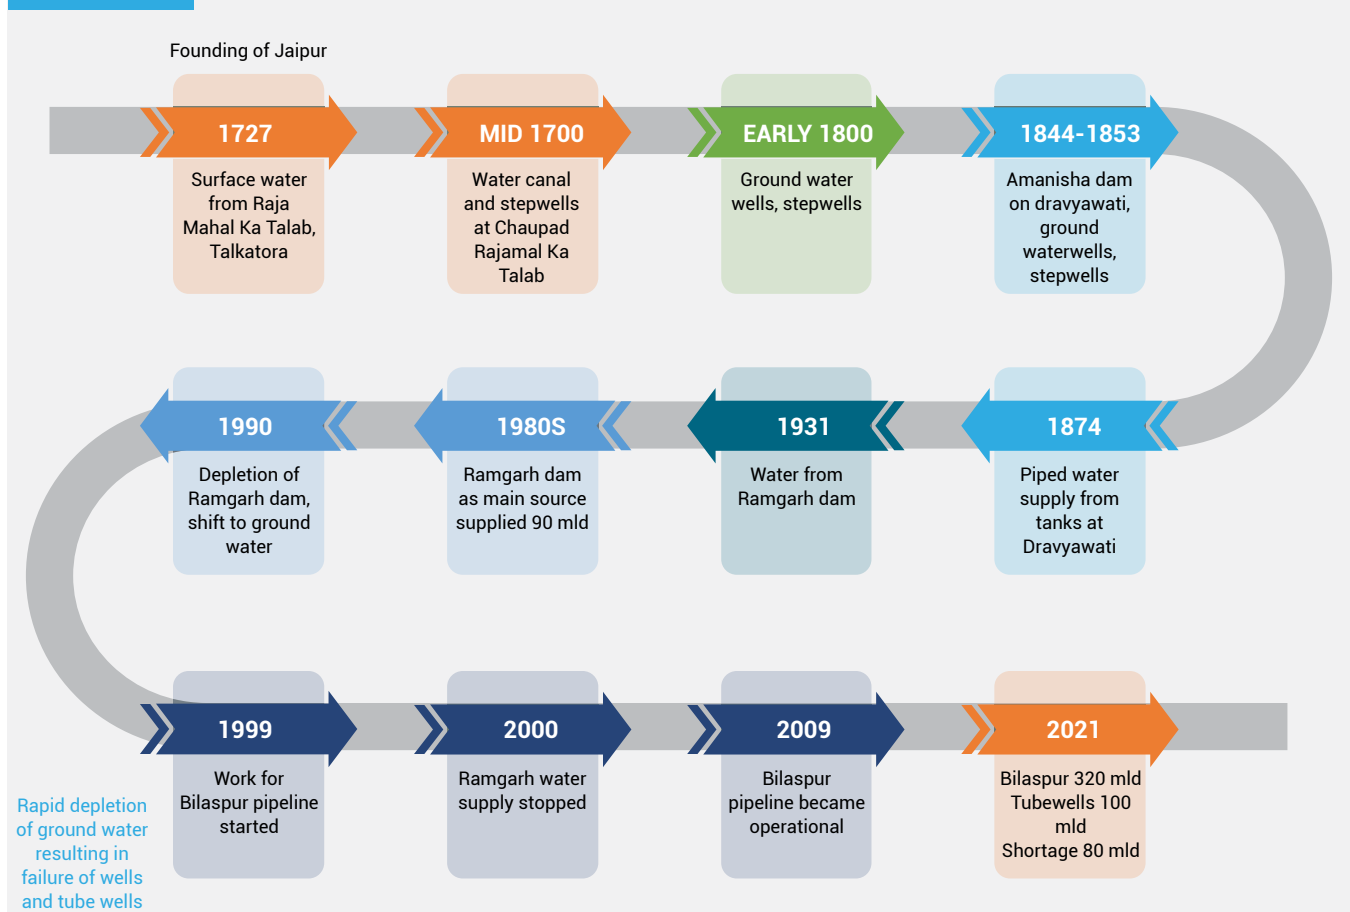 Founding of Jaipur
1727
Surface water
from Raja
Mahal Ka Talab,
Talkatora
MID 1700
Water canal
and stepwells
at Chaupad
Rajamal Ka
Talab
EARLY 1800
Ground water
wells, stepwells
1844-1853
Amanisha dam
on dravyawati,
ground
waterwells,
stepwells
1874
Piped water
supply from
tanks at
Dravyawati
1931
Water from
Ramgarh dam
1980S
Ramgarh dam
as main source
supplied 90 mld
1990
Depletion of
Ramgarh dam,
shift to ground
water
Rapid depletion
of ground water
resulting in
failure of wells
and tube wells
1999
Work for
Bilaspur pipeline
started
2000
Ramgarh water
supply stopped
2009
Bilaspur
pipeline became
operational
2021
Bilaspur 320 mld
Tubewells 100
mld
Shortage 80 mld